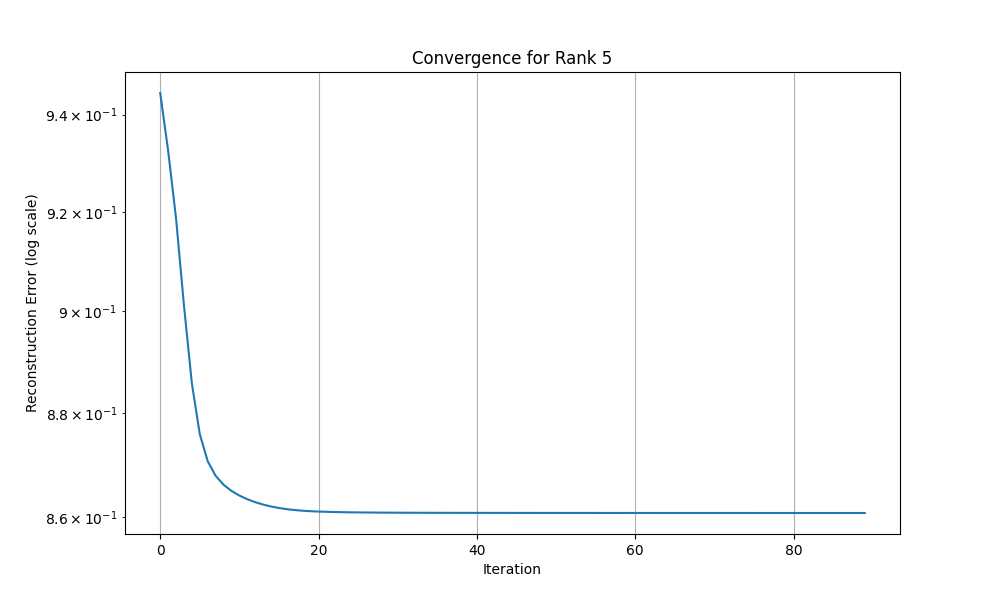 Convergence for Rank 5
Reconstruction Error (log scale)
9.4 × 10⁻¹
9.2 × 10⁻¹
9 × 10⁻¹
8.8 × 10⁻¹
8.6 × 10⁻¹
0 20 40 60 80
Iteration